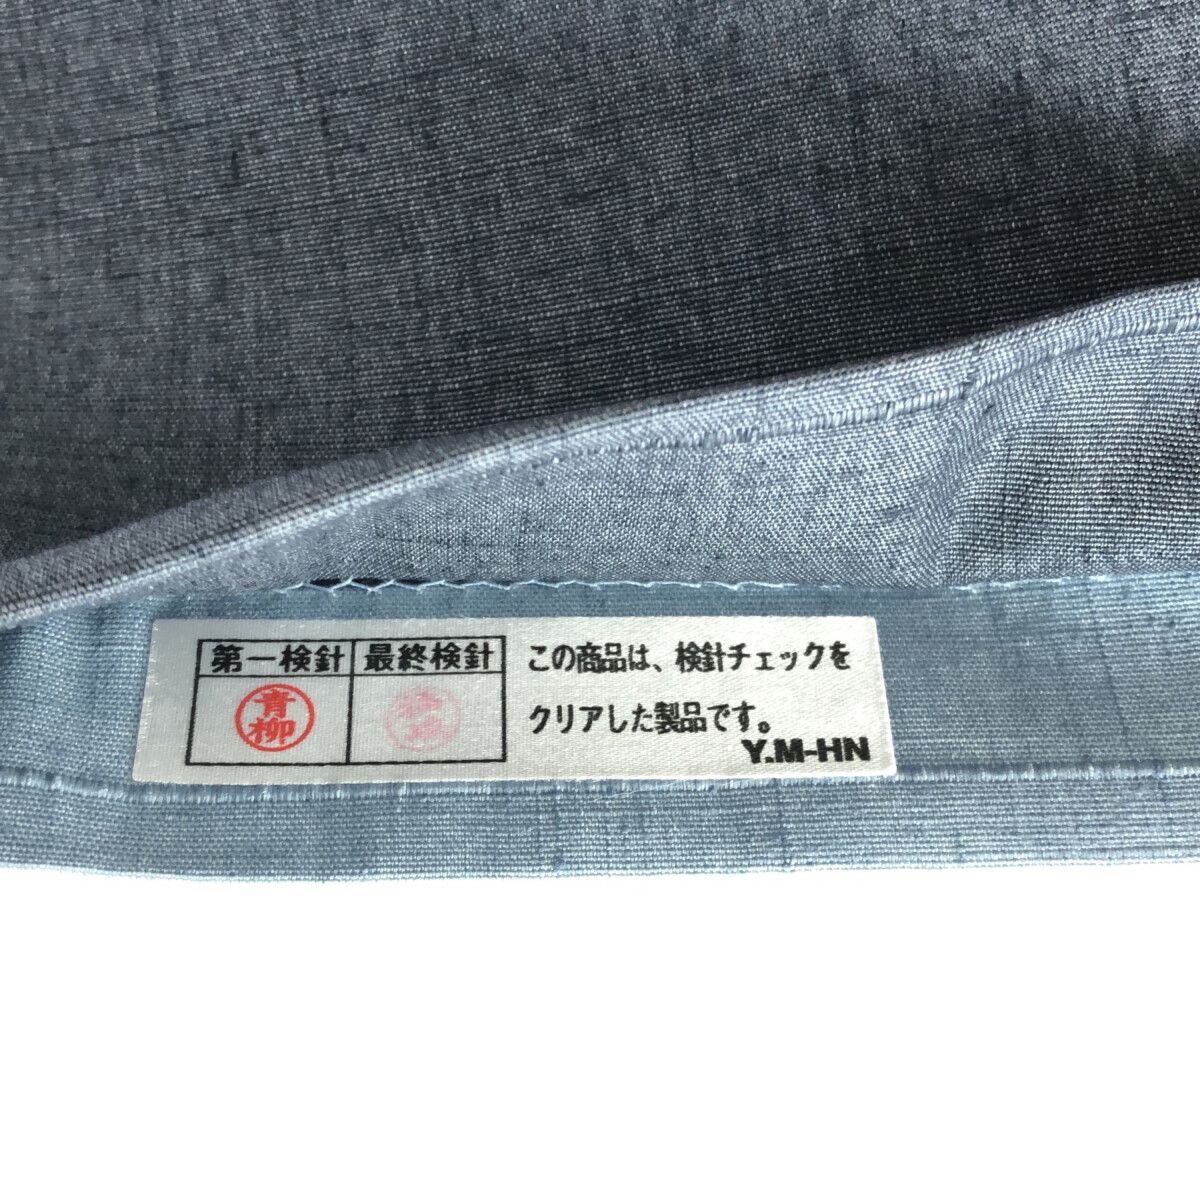 第一検針 最終検針
青柳
この商品は、検針チェックを
クリアした製品です。
Y.M-HN